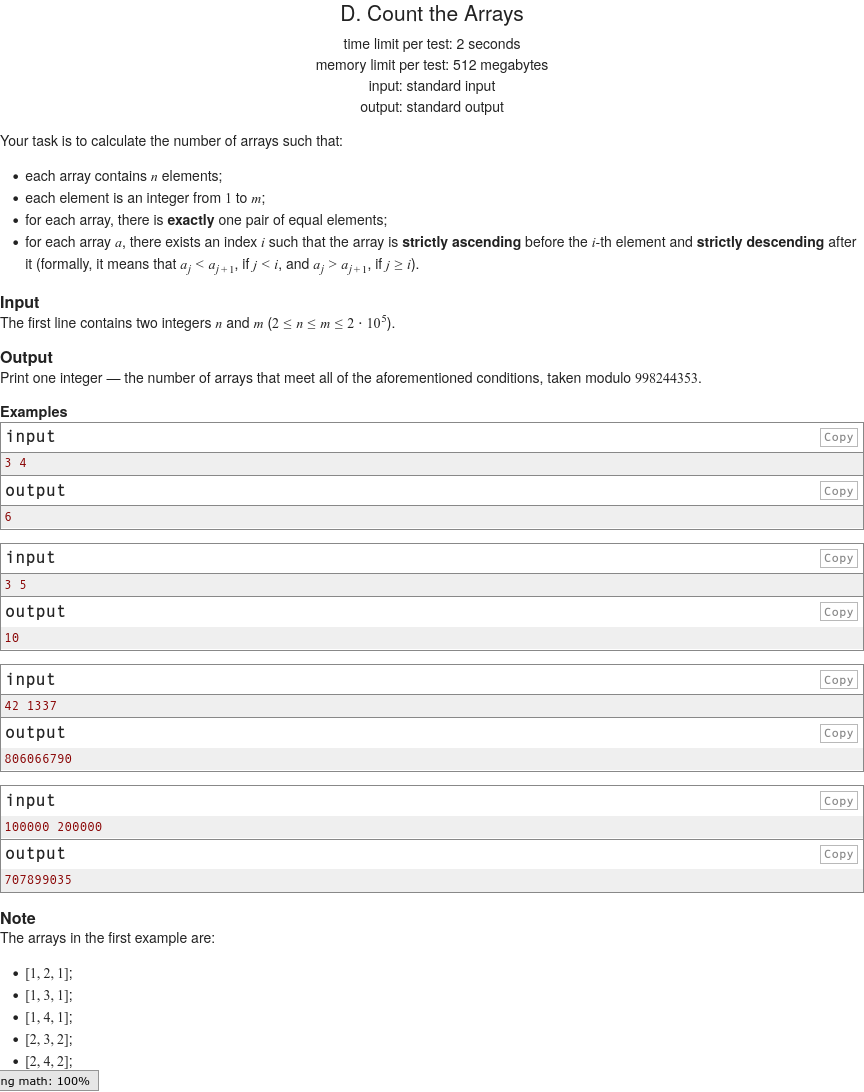 D. Count the Arrays
time limit per test: 2 seconds
memory limit per test: 512 megabytes
input: standard input
output: standard output
Your task is to calculate the number of arrays such that:
• each array contains n elements;
• each element is an integer from 1 to m;
• for each array, there is exactly one pair of equal elements;
• for each array a, there exists an index i such that the array is strictly ascending before the i-th element and strictly descending after
it (formally, it means that a_j < a_{j+1}, if j < i, and a_j > a_{j+1}, if j ≥ i).
Input
The first line contains two integers n and m (2 ≤ n ≤ m ≤ 2 · 10^5).
Output
Print one integer — the number of arrays that meet all of the aforementioned conditions, taken modulo 998244353.
Examples
input
Copy
3 4
output
Copy
6
input
Copy
3 5
output
Copy
10
input
Copy
42 1337
output
Copy
806066790
input
Copy
100000 200000
output
Copy
707899035
Note
The arrays in the first example are:
• [1, 2, 1];
• [1, 3, 1];
• [1, 4, 1];
• [2, 3, 2];
• [2, 4, 2];
ng math: 100%